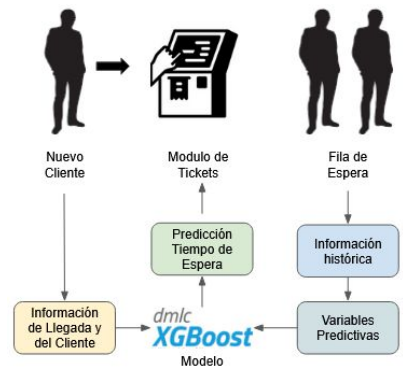 Nuevo
Cliente
Modulo de
Tickets
Fila de
Espera
Predicción
Tiempo de
Espera
Información
histórica
Información
de Llegada y
del Cliente
dmlc
XGBoost
Modelo
Variables
Predictivas